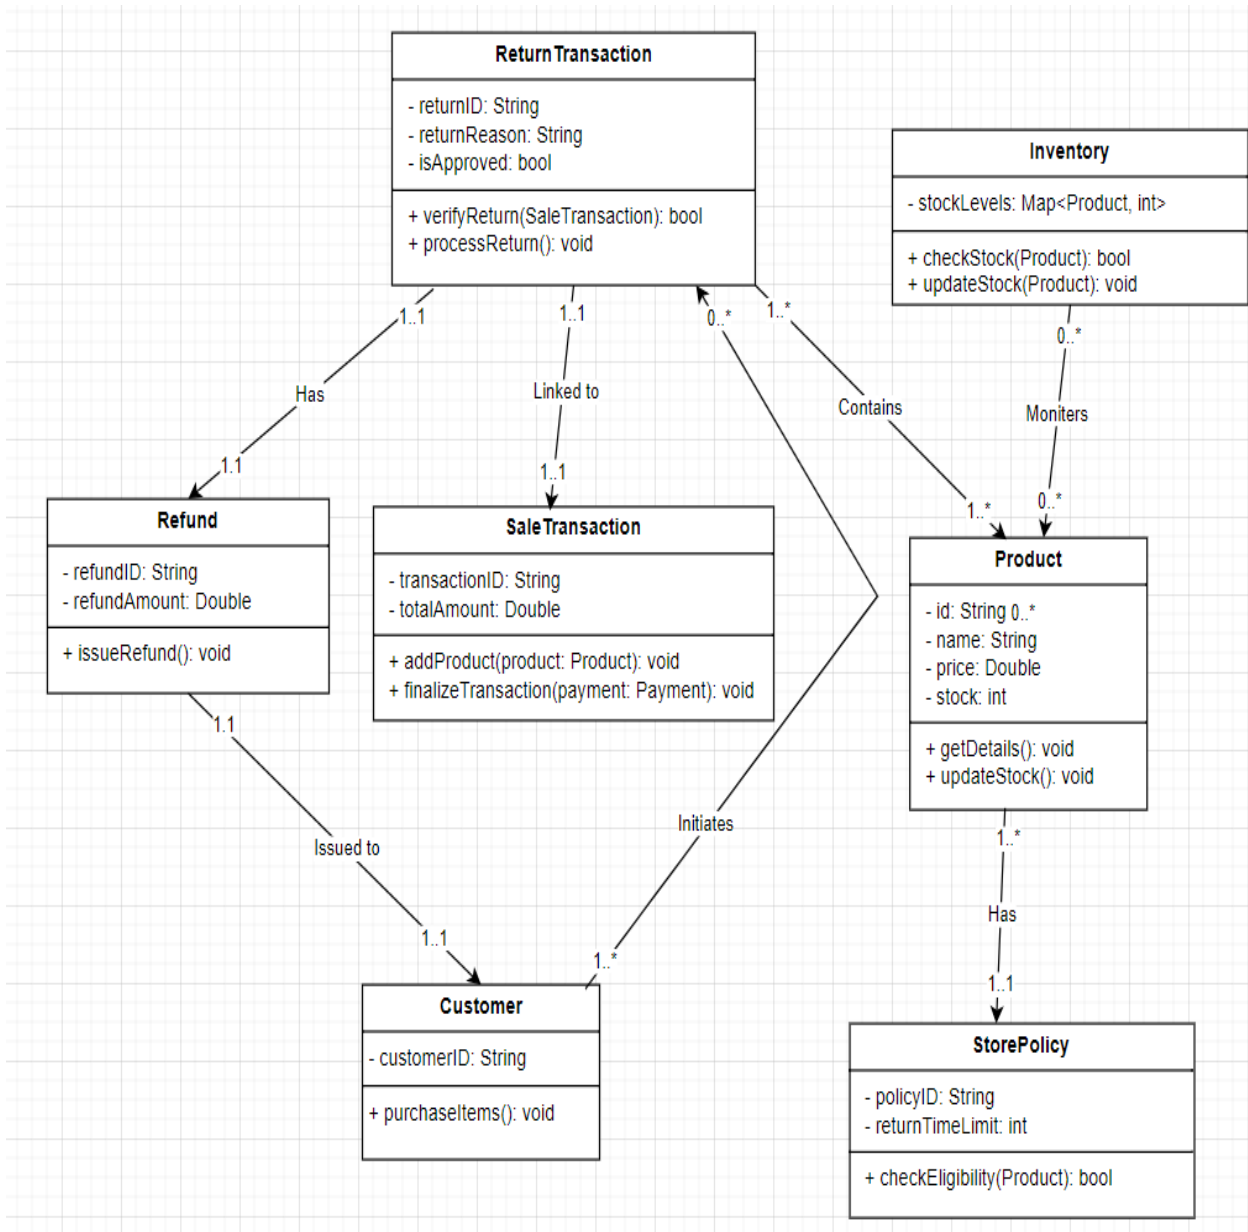 ReturnTransaction
- returnID: String
- returnReason: String
- isApproved: bool
+ verifyReturn(SaleTransaction): bool
+ processReturn(): void
Inventory
- stockLevels: Map<Product, int>
+ checkStock(Product): bool
+ updateStock(Product): void
1..1
1..1
0..*
1..*
0..*
Has
Linked to
Contains
Moniters
1.1
1..1
1..*
0..*
Refund
- refundID: String
- refundAmount: Double
+ issueRefund(): void
SaleTransaction
- transactionID: String
- totalAmount: Double
+ addProduct(product: Product): void
+ finalizeTransaction(payment: Payment): void
Product
- id: String 0..*
- name: String
- price: Double
- stock: int
+ getDetails(): void
+ updateStock(): void
1.1
Issued to
Initiates
1..*
Has
1..1
1..*
1..1
Customer
- customerID: String
+ purchaseItems(): void
StorePolicy
- policyID: String
- returnTimeLimit: int
+ checkEligibility(Product): bool